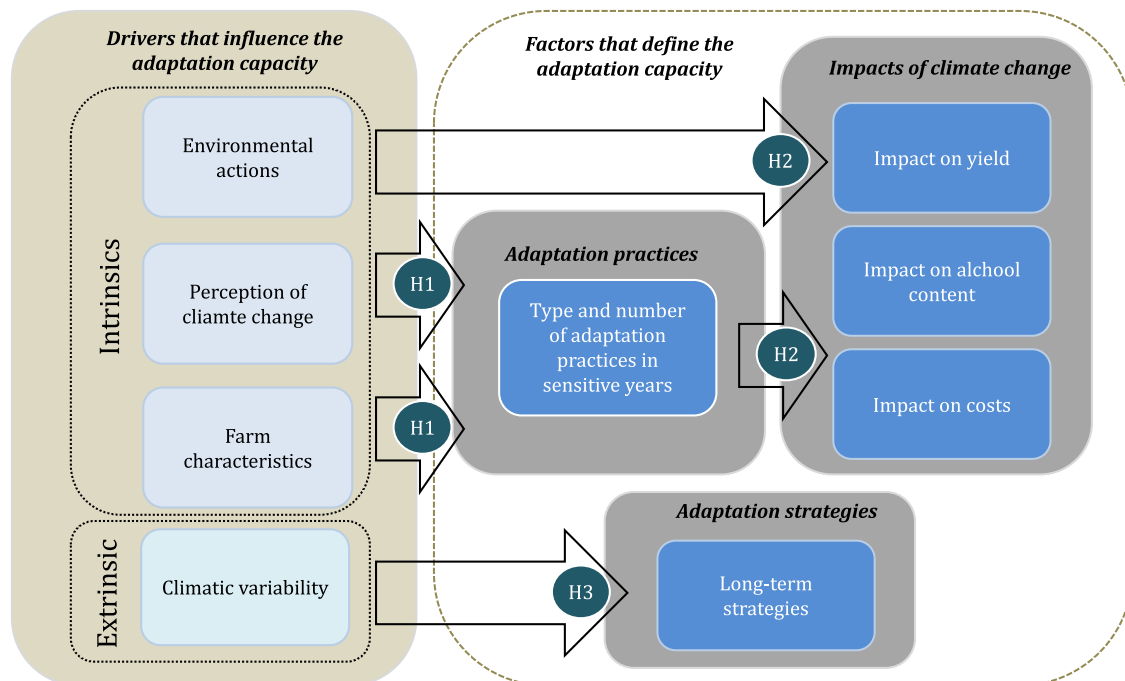 Drivers that influence the
adaptation capacity
Intrinsics
Environmental
actions
Perception of
cliamte change
Farm
characteristics
Extrinsic
Climatic variability
H1
H1
H2
H3
Factors that define the
adaptation capacity
Adaptation practices
Type and number
of adaptation
practices in
sensitive years
H2
Impacts of climate change
Impact on yield
Impact on alchool
content
Impact on costs
Adaptation strategies
Long-term
strategies